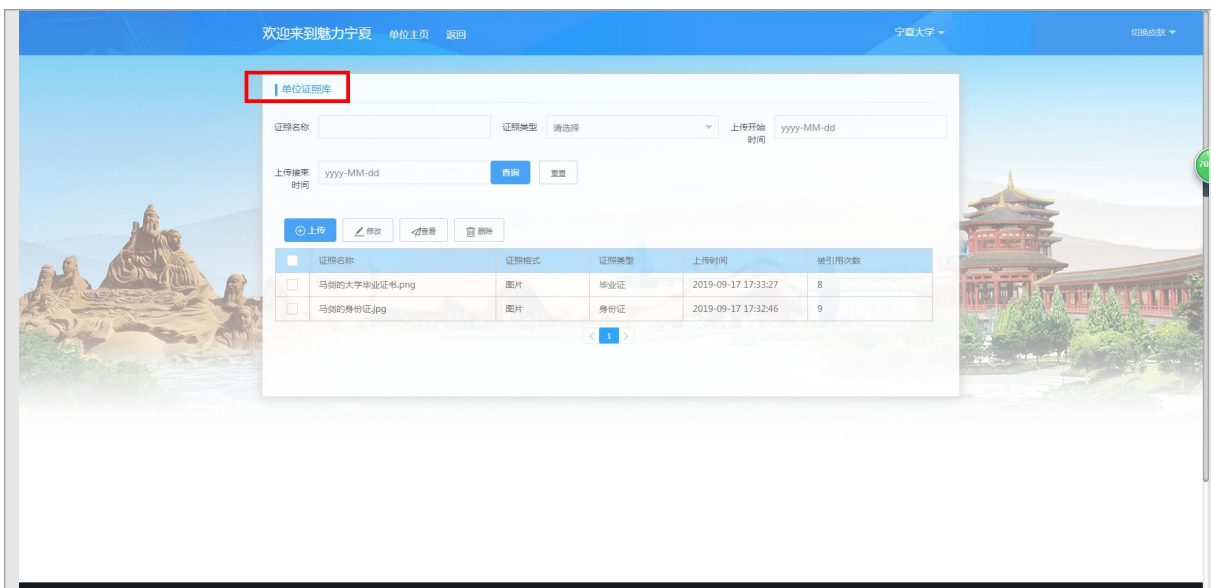 欢迎来到魅力宁夏 单位主页 返回 宁夏大学 切换皮肤
单位证照库
证照名称 证照类型 请选择 上传开始时间 yyyy-MM-dd
上传接束时间 yyyy-MM-dd 查询 重置
上传 修改 查看 删除
证照名称 证照格式 证照类型 上传时间 被引用次数
马剑的大学毕业证书.png 图片 毕业证 2019-09-17 17:33:27 8
马剑的身份证.jpg 图片 身份证 2019-09-17 17:32:46 9
< 1 >
70